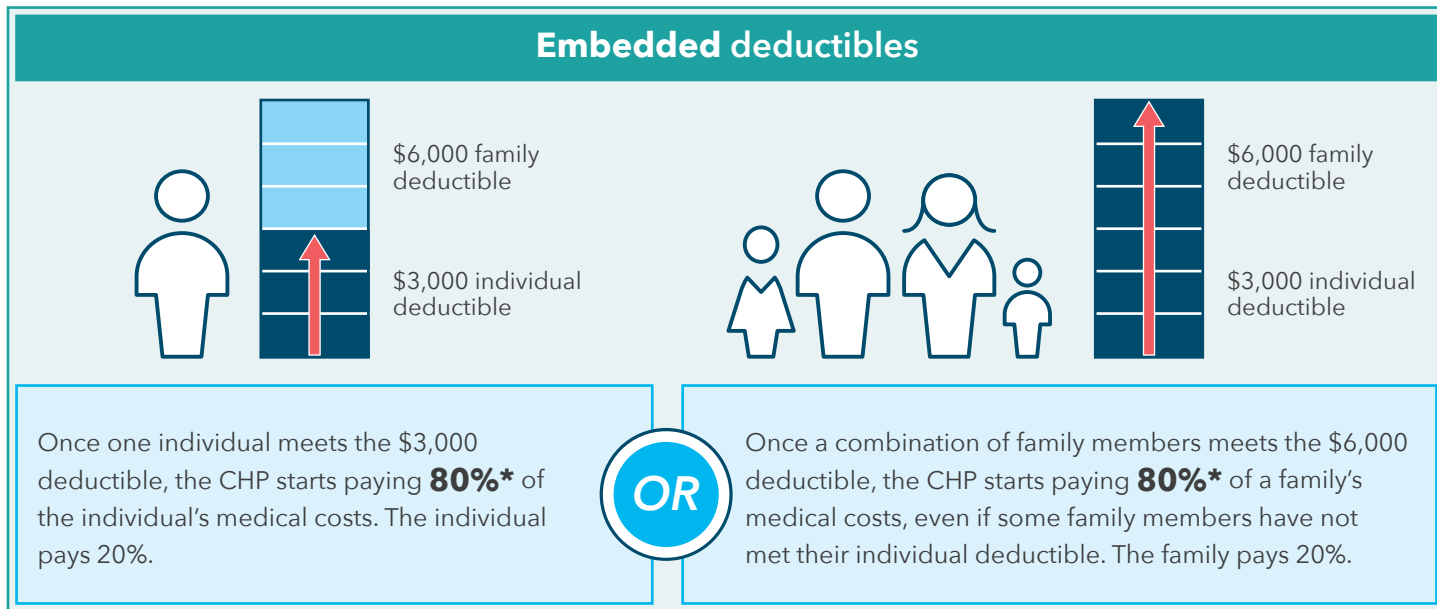 Embedded deductibles
$6,000 family
deductible
$3,000 individual
deductible
$6,000 family
deductible
$3,000 individual
deductible
Once one individual meets the $3,000
deductible, the CHP starts paying 80%* of
the individual’s medical costs. The individual
pays 20%.
OR
Once a combination of family members meets the $6,000
deductible, the CHP starts paying 80%* of a family’s
medical costs, even if some family members have not
met their individual deductible. The family pays 20%.